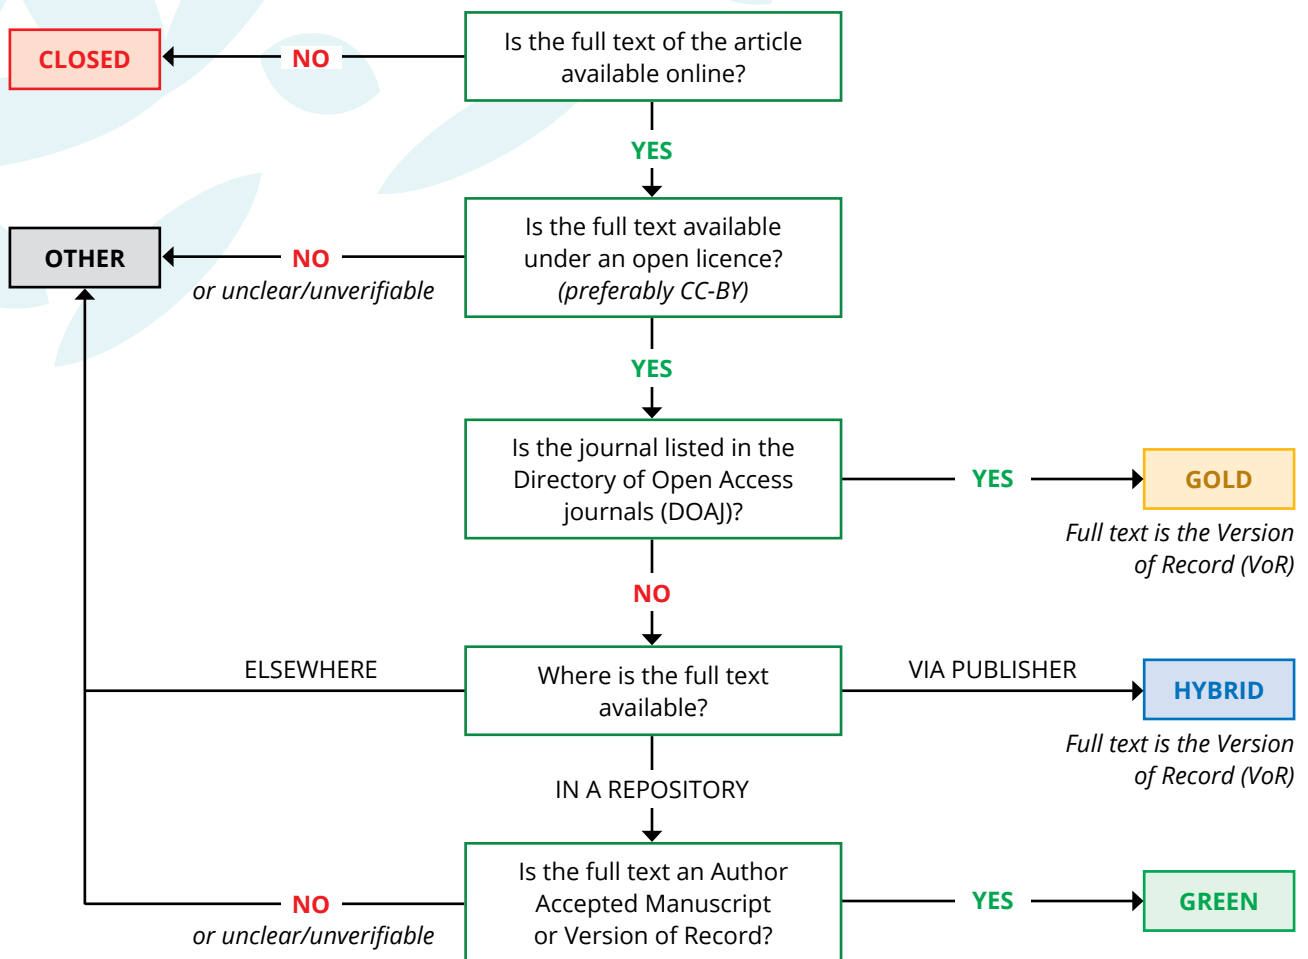 CLOSED
NO
Is the full text of the article
available online?
YES
OTHER
NO
or unclear/unverifiable
Is the full text available
under an open licence?
(preferably CC-BY)
YES
Is the journal listed in the
Directory of Open Access
journals (DOAJ)?
YES
GOLD
Full text is the Version
of Record (VoR)
NO
ELSEWHERE
Where is the full text
available?
VIA PUBLISHER
HYBRID
Full text is the Version
of Record (VoR)
IN A REPOSITORY
NO
or unclear/unverifiable
Is the full text an Author
Accepted Manuscript
or Version of Record?
YES
GREEN